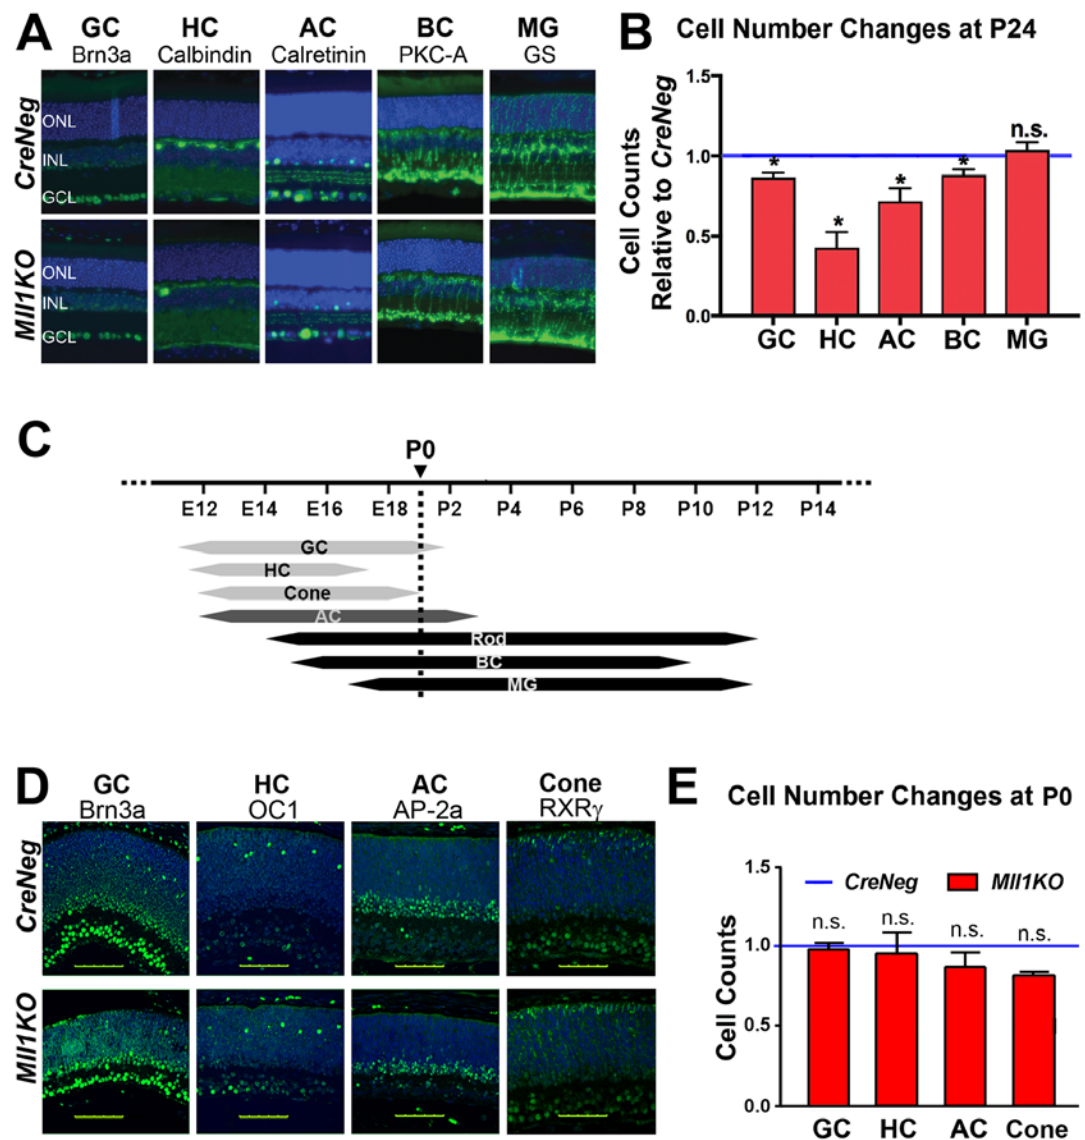 A
GC HC AC BC MG
Brn3a Calbindin Calretinin PKC-A GS
CreNeg
ONL
INL
GCL
Mll1KO
ONL
INL
GCL
B Cell Number Changes at P24
Cell Counts
Relative to CreNeg
1.5
1.0
0.5
0.0
* * * * n.s.
GC HC AC BC MG
C
P0
E12 E14 E16 E18 P2 P4 P6 P8 P10 P12 P14
GC
HC
Cone
AC
Rod
BC
MG
D
GC HC AC Cone
Brn3a OC1 AP-2a RXRγ
CreNeg
Mll1KO
E Cell Number Changes at P0
Cell Counts
1.5
1.0
0.5
0.0
CreNeg Mll1KO
n.s. n.s. n.s. n.s.
GC HC AC Cone